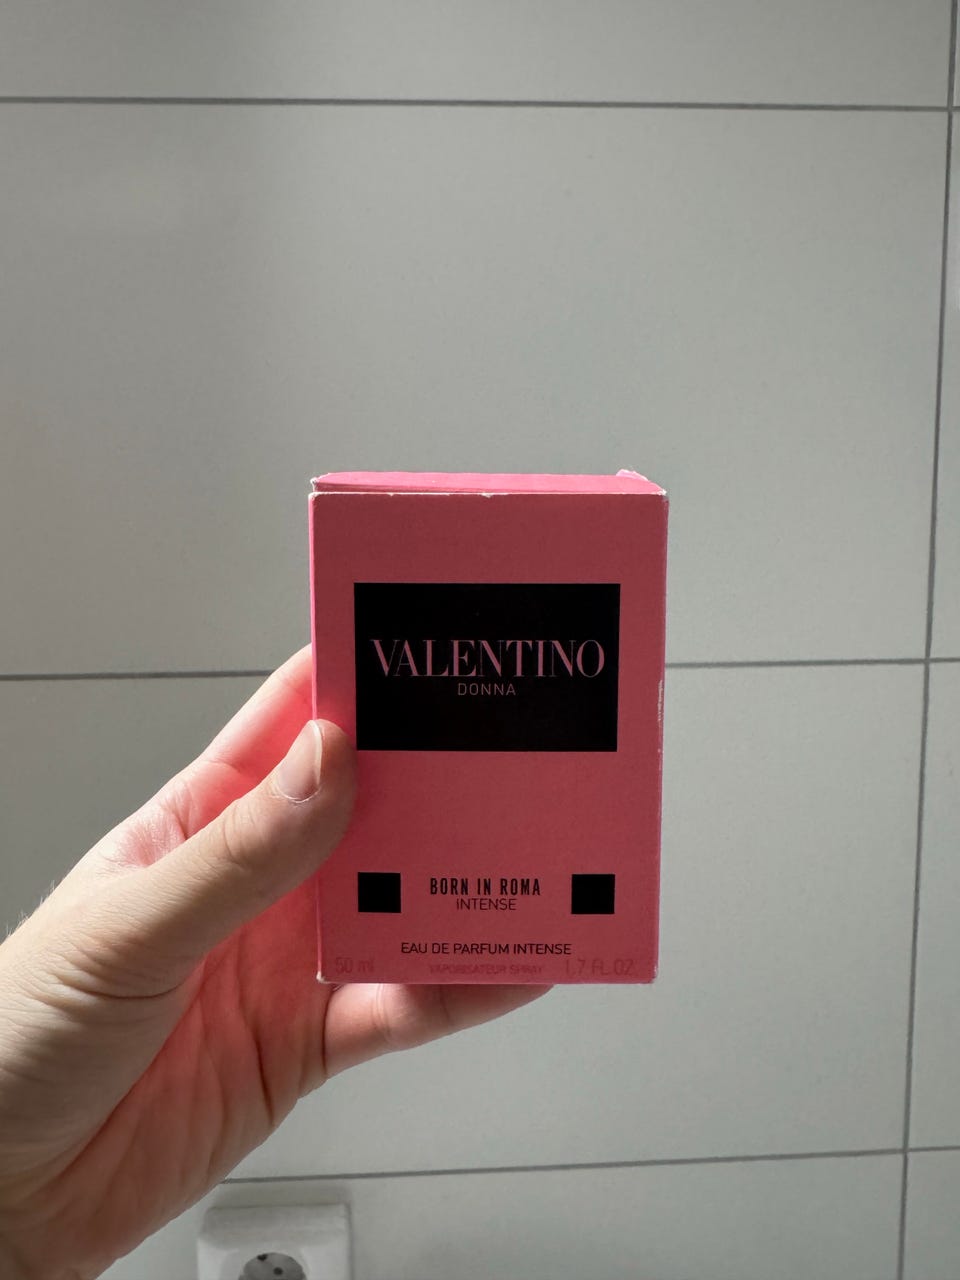 VALENTINO
DONNA
BORN IN ROMA
INTENSE
EAU DE PARFUM INTENSE
50 ml VAPORISATEUR SPRAY 1.7 FL.OZ